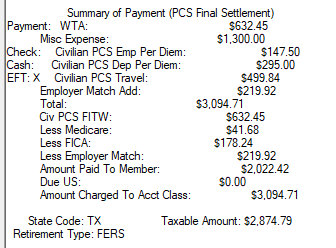 Summary of Payment (PCS Final Settlement)
Payment: WTA: $632.45
Misc Expense: $1,300.00
Check: Civilian PCS Emp Per Diem: $147.50
Cash: Civilian PCS Dep Per Diem: $295.00
EFT: X Civilian PCS Travel: $499.84
Employer Match Add: $219.92
Total: $3,094.71
Civ PCS FITW: $632.45
Less Medicare: $41.68
Less FICA: $178.24
Less Employer Match: $219.92
Amount Paid To Member: $2,022.42
Due US: $0.00
Amount Charged To Acct Class: $3,094.71
State Code: TX Taxable Amount: $2,874.79
Retirement Type: FERS